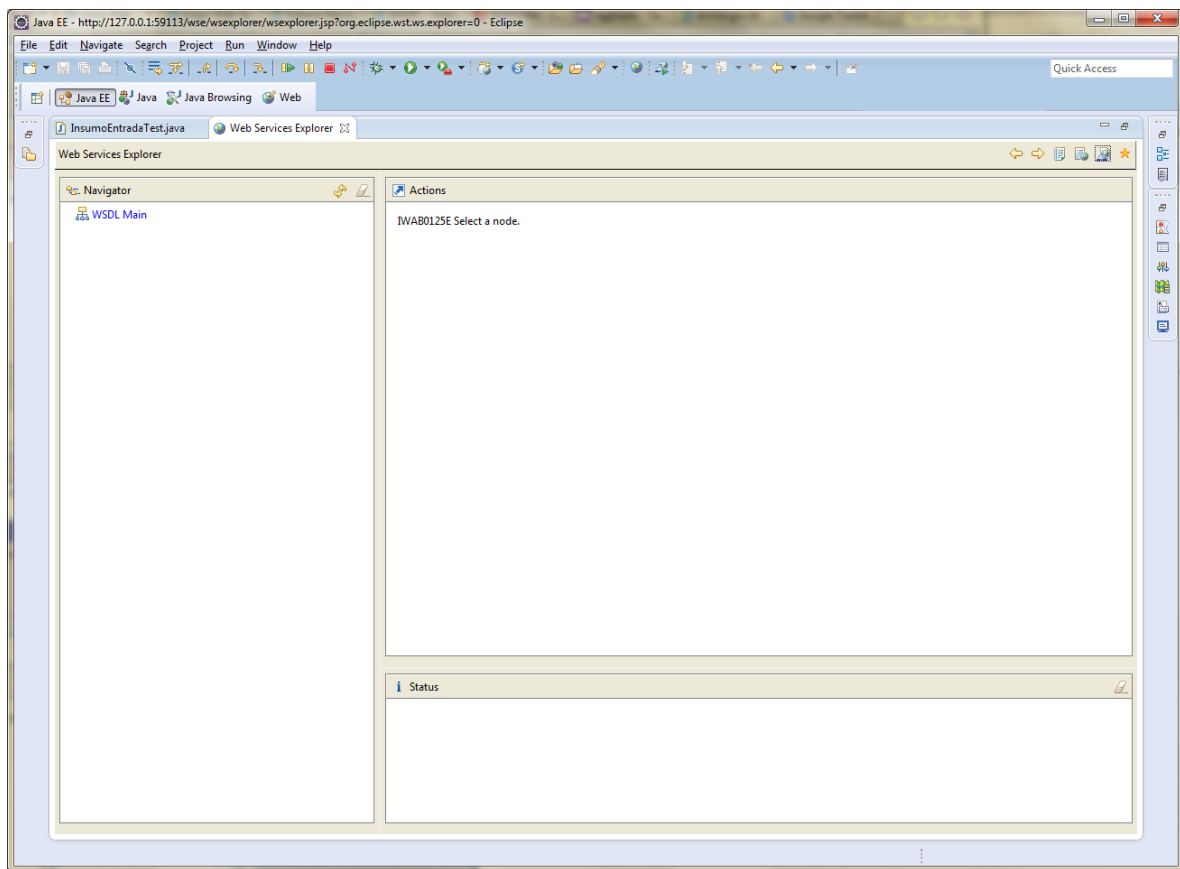 Java EE - http://127.0.0.1:59113/wse/wsexplorer/wsexplorer.jsp?org.eclipse.wst.ws.explorer=0 - Eclipse
File Edit Navigate Search Project Run Window Help
Quick Access
Java EE Java Java Browsing Web
InsumoEntradaTest.java Web Services Explorer
Web Services Explorer
Navigator
WSDL Main
Actions
IWAB0125E Select a node.
Status